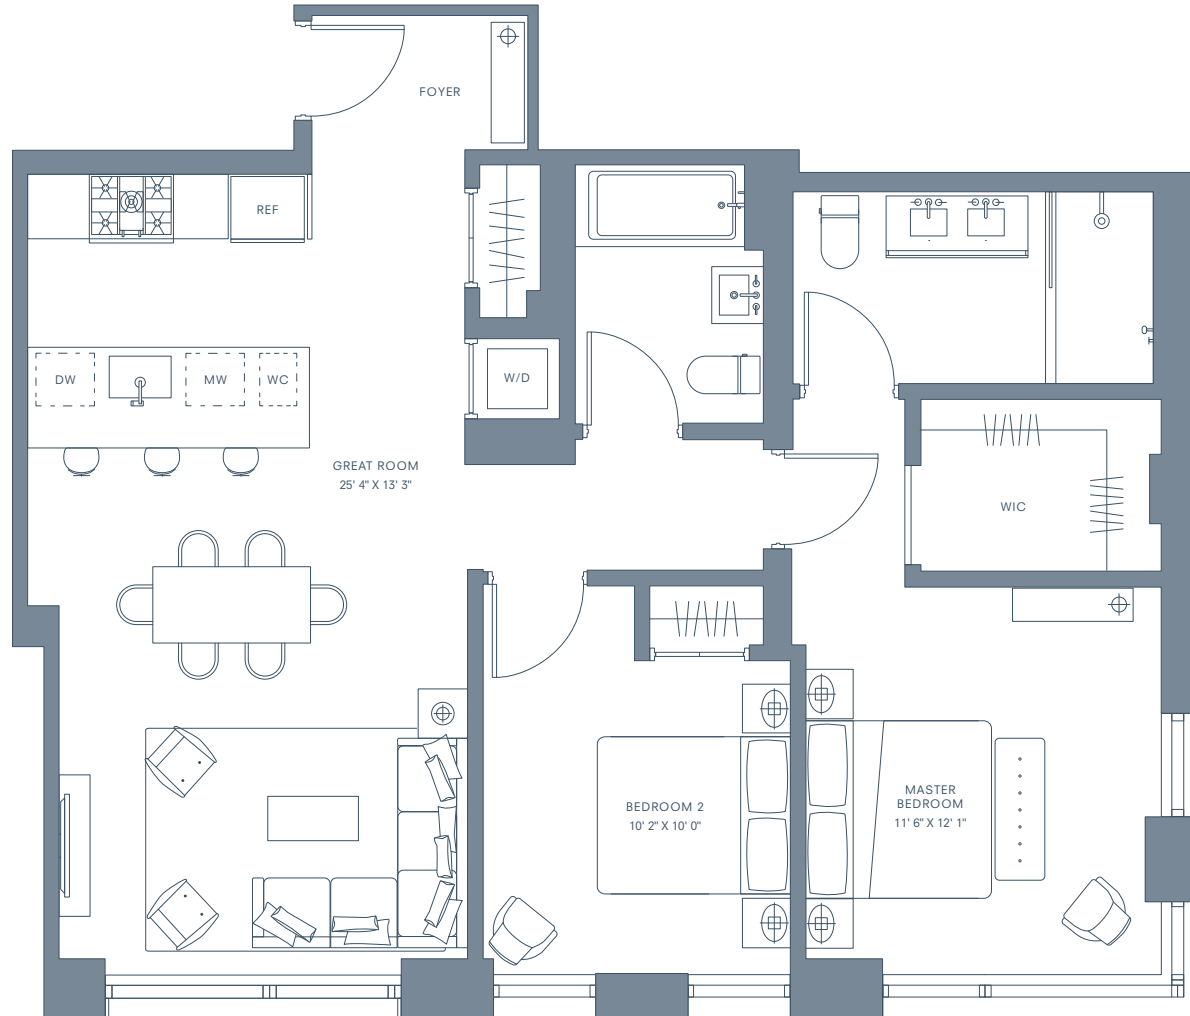 FOYER
REF
DW
MW
WC
W/D
GREAT ROOM
25' 4" X 13' 3"
WIC
BEDROOM 2
10' 2" X 10' 0"
MASTER
BEDROOM
11' 6" X 12' 1"